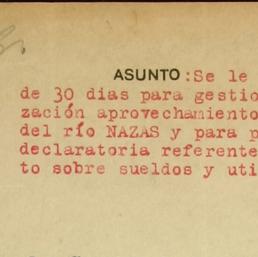 ASUNTO:Se le
de 30 dias para gestio
zación aprovechamiento
del río NAZAS y para p
declaratoria referente
to sobre sueldos y uti